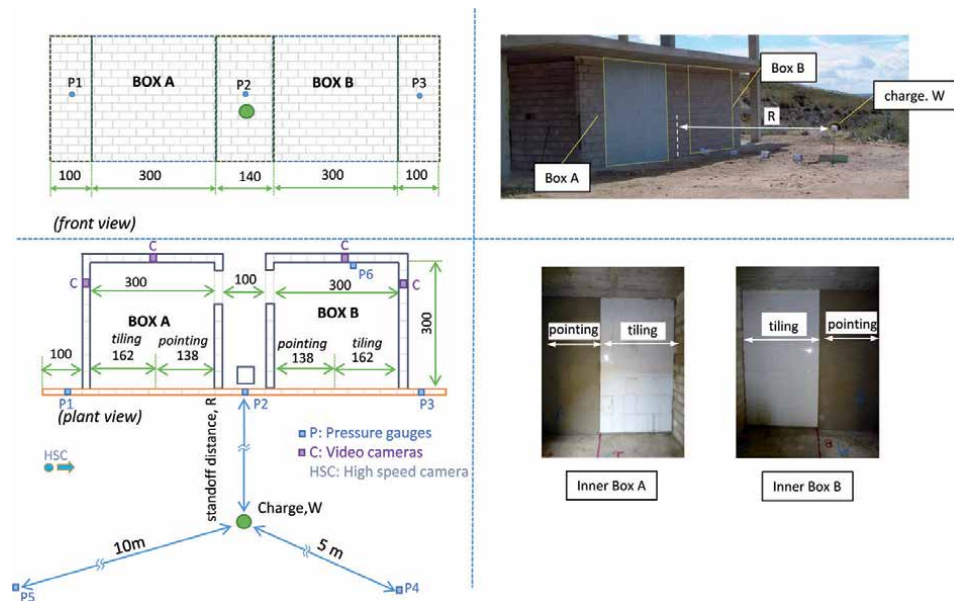 BOX A
BOX B
P1
P2
P3
100
300
140
300
100
(front view)
Box B
charge. W
R
Box A
C
C
C
C
P6
300
100
300
300
BOX A
BOX B
tiling
pointing
pointing
tiling
100
162
138
138
162
P1
P2
P3
(plant view)
standoff distance, R
P: Pressure gauges
C: Video cameras
HSC: High speed camera
HSC
Charge,W
10m
5 m
P5
P4
pointing
tiling
tiling
pointing
Inner Box A
Inner Box B